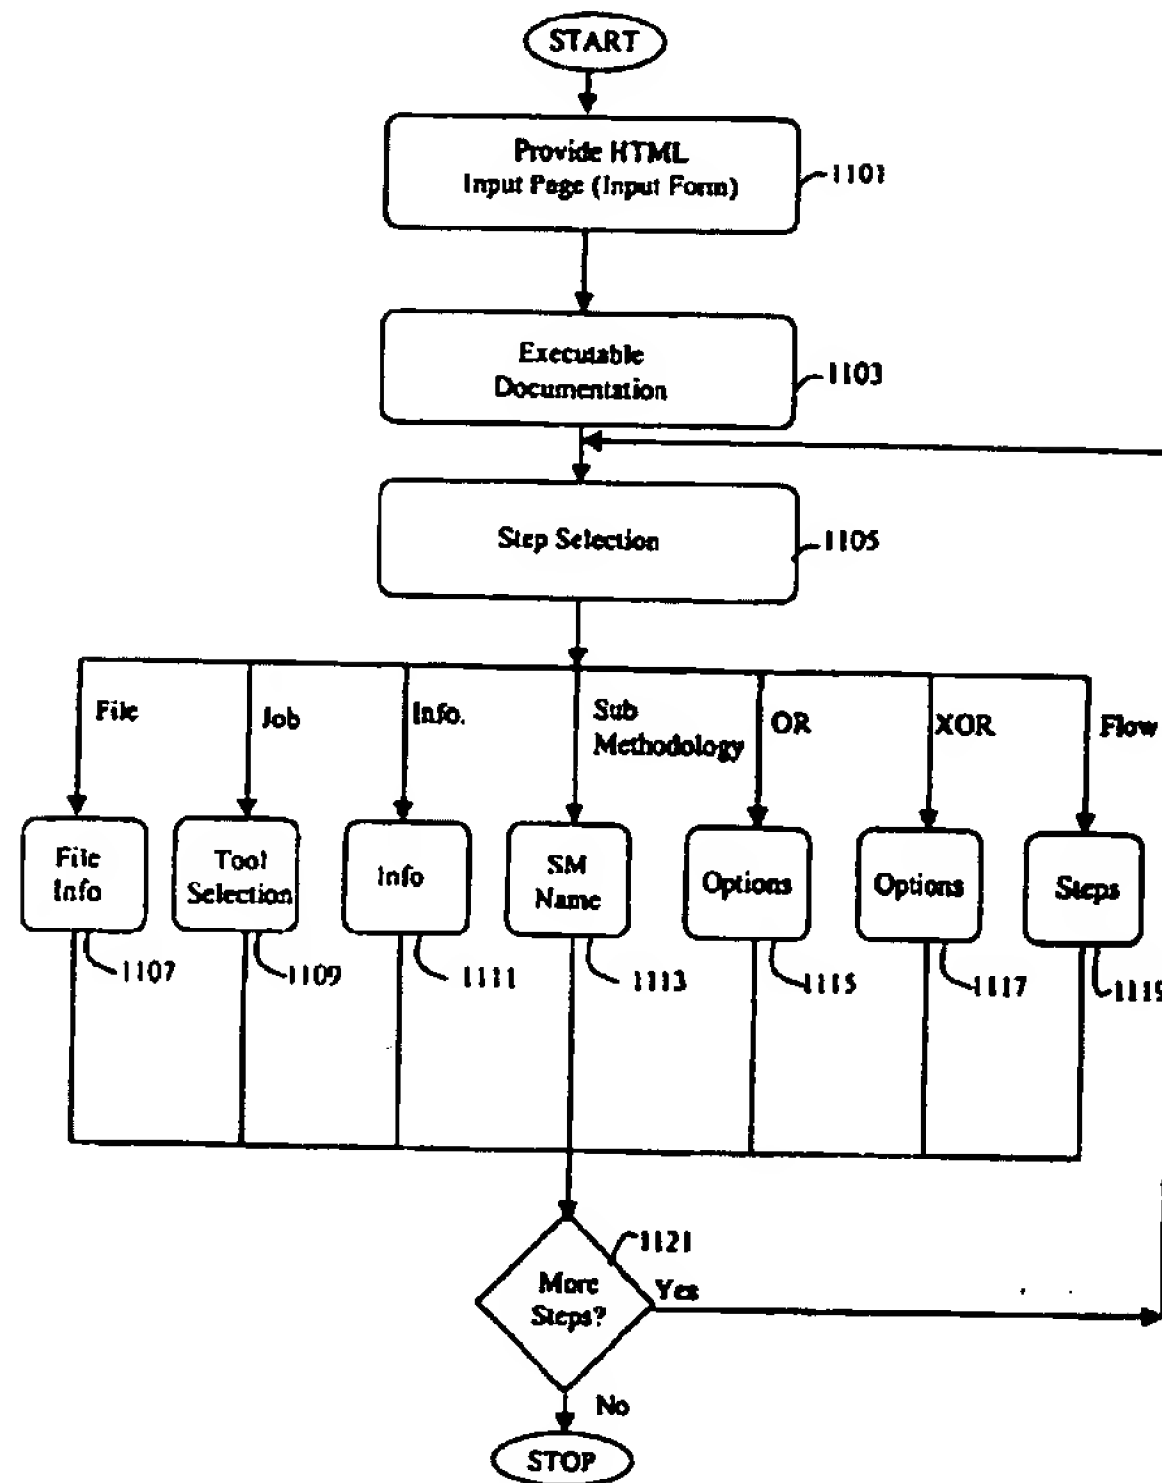 START
Provide HTML
Input Page (Input Form)
1101
Executable
Documentation
1103
Step Selection
1105
File
Job
Info.
Sub
Methodology
OR
XOR
Flow
File
Info
Tool
Selection
Info
SM
Name
Options
Options
Steps
1107
1109
1111
1113
1115
1117
1121
More
Steps?
Yes
No
STOP